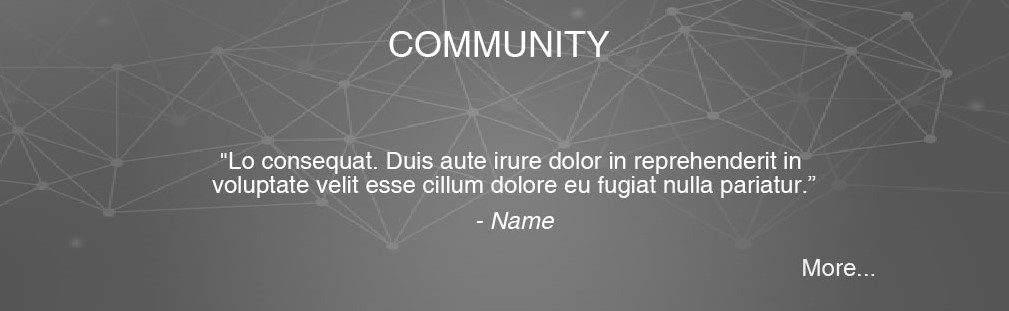 COMMUNITY
"Lo consequat. Duis aute irure dolor in reprehenderit in
voluptate velit esse cillum dolore eu fugiat nulla pariatur.”
- Name
More...